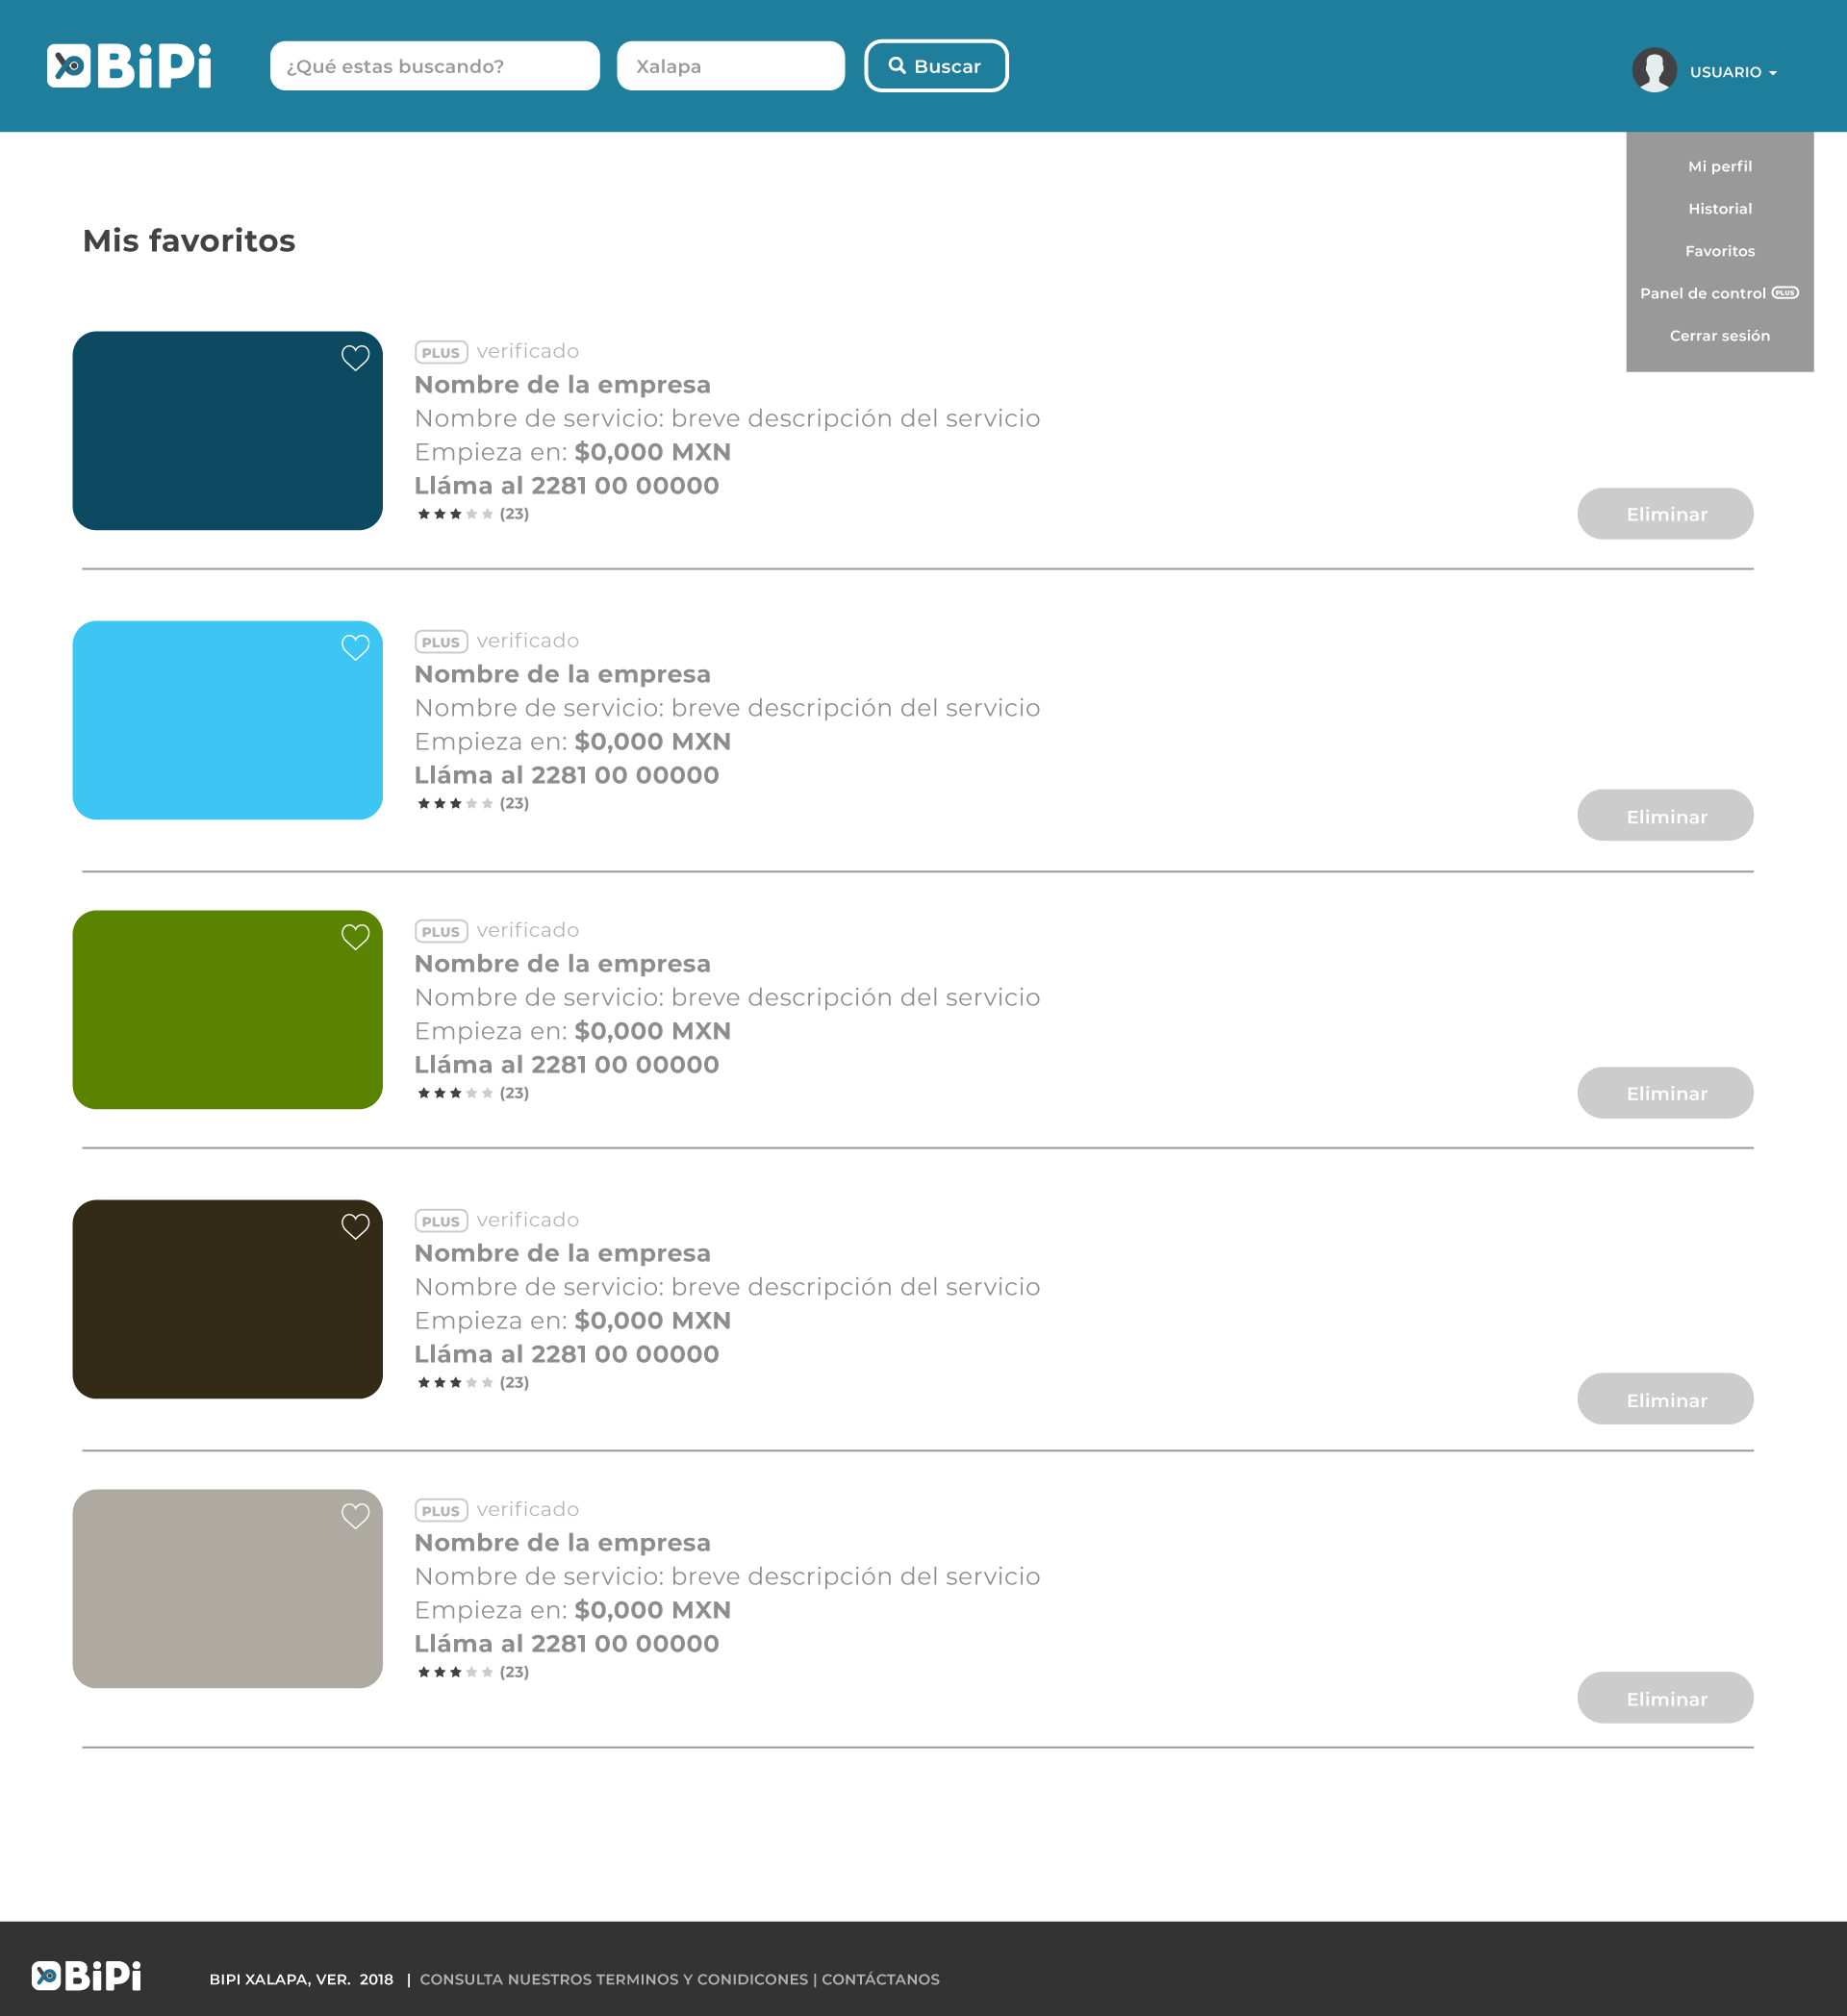 BiPi
¿Qué estas buscando?
Xalapa
Buscar
USUARIO
Mi perfil
Historial
Favoritos
Panel de control PLUS
Cerrar sesión
Mis favoritos
PLUS verificado
Nombre de la empresa
Nombre de servicio: breve descripción del servicio
Empieza en: $0,000 MXN
Lláma al 2281 00 00000
(23)
Eliminar
PLUS verificado
Nombre de la empresa
Nombre de servicio: breve descripción del servicio
Empieza en: $0,000 MXN
Lláma al 2281 00 00000
(23)
Eliminar
PLUS verificado
Nombre de la empresa
Nombre de servicio: breve descripción del servicio
Empieza en: $0,000 MXN
Lláma al 2281 00 00000
(23)
Eliminar
PLUS verificado
Nombre de la empresa
Nombre de servicio: breve descripción del servicio
Empieza en: $0,000 MXN
Lláma al 2281 00 00000
(23)
Eliminar
PLUS verificado
Nombre de la empresa
Nombre de servicio: breve descripción del servicio
Empieza en: $0,000 MXN
Lláma al 2281 00 00000
(23)
Eliminar
BiPi
BIPI XALAPA, VER. 2018 | CONSULTA NUESTROS TERMINOS Y CONIDICONES | CONTÁCTANOS